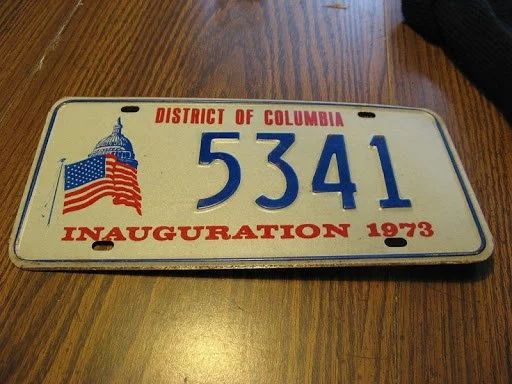 DISTRICT OF COLUMBIA
5341
INAUGURATION 1973